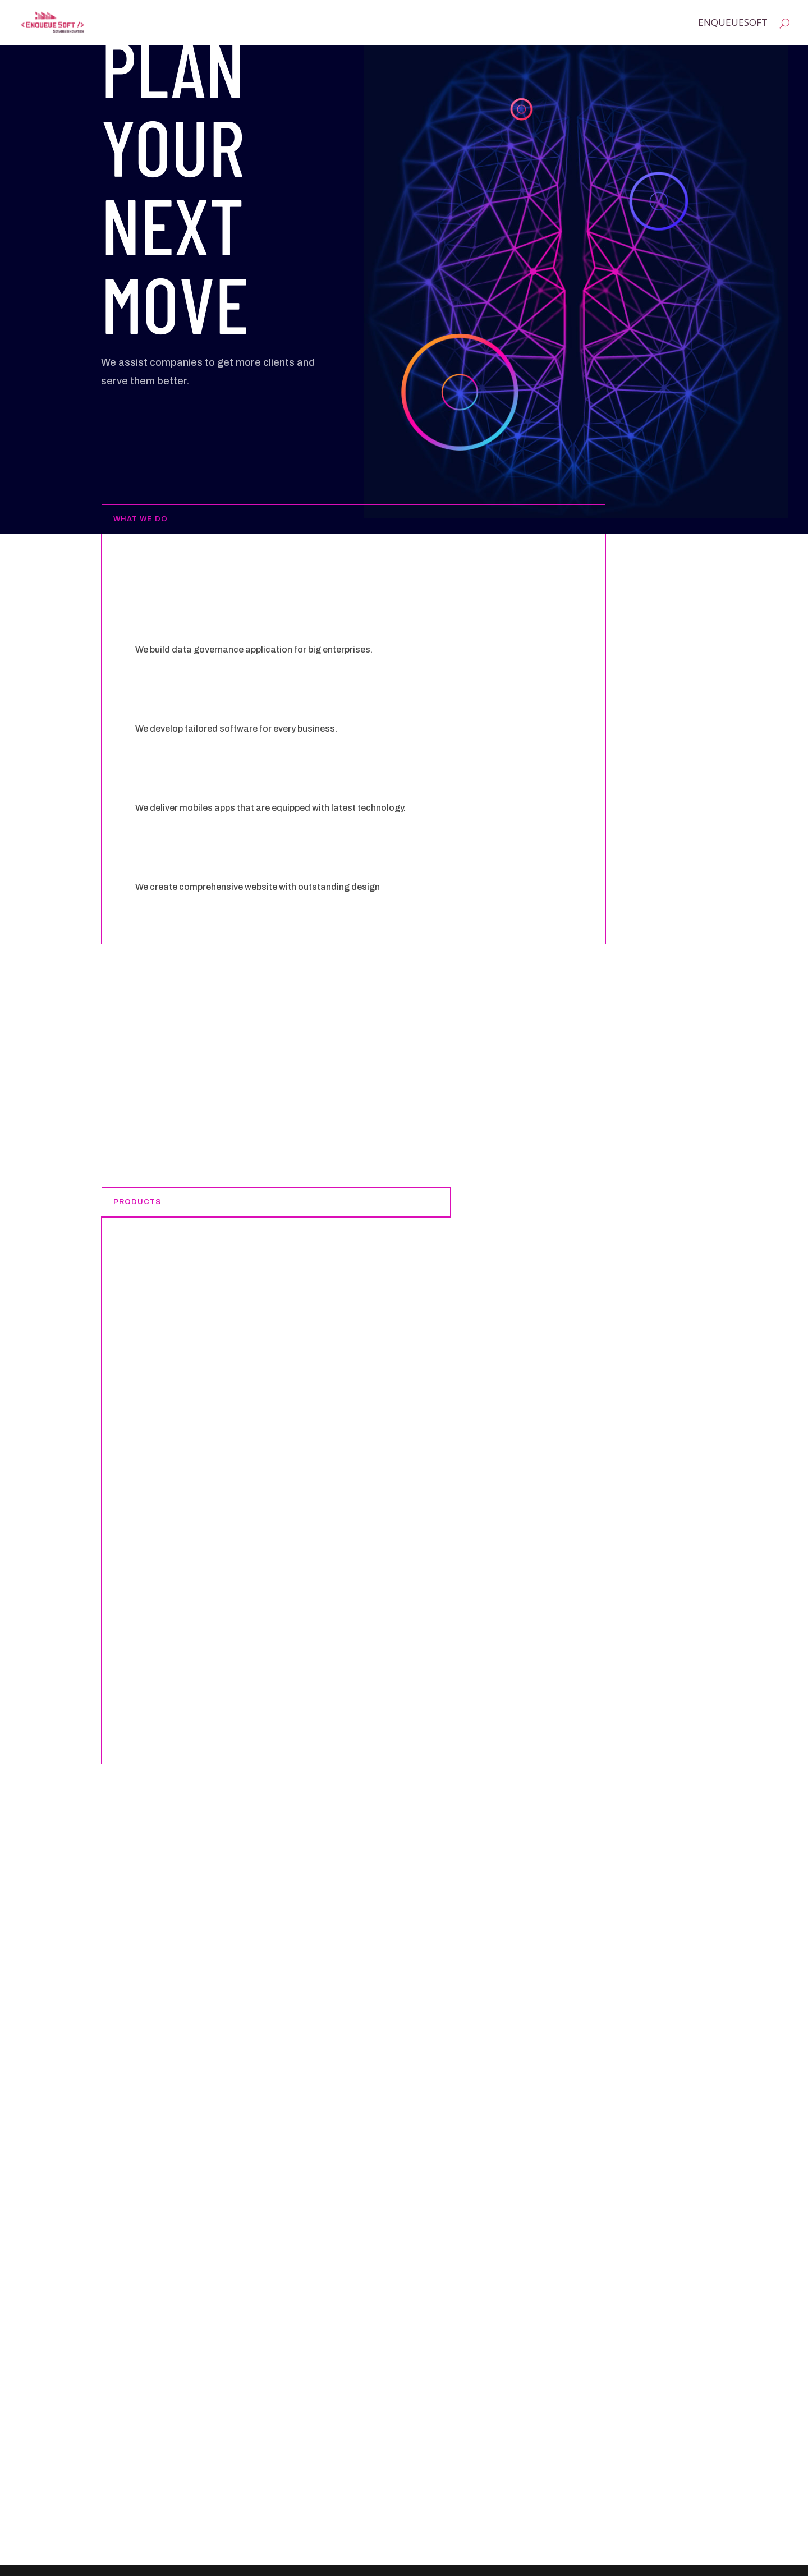 <ENQUEUE SOFT />
ENQUEUESOFT
PLAN
YOUR
NEXT
MOVE
We assist companies to get more clients and
serve them better.
WHAT WE DO
We build data governance application for big enterprises.
We develop tailored software for every business.
We deliver mobiles apps that are equipped with latest technology.
We create comprehensive website with outstanding design
PRODUCTS